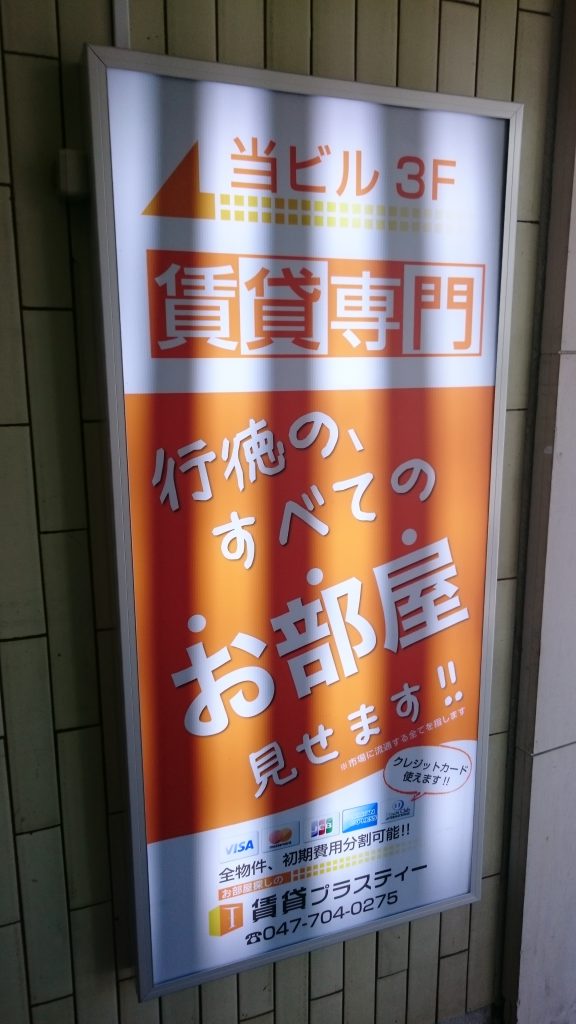 当ビル 3F
賃貸専門
行徳の、
すべての
お部屋
見せます!!
※市場に流通する全てを指します
クレジットカード
使えます!!
VISA MasterCard JCB AMERICAN EXPRESS
全物件、初期費用分割可能!!
お部屋探しの
賃貸プラスティー
☎047-704-0275